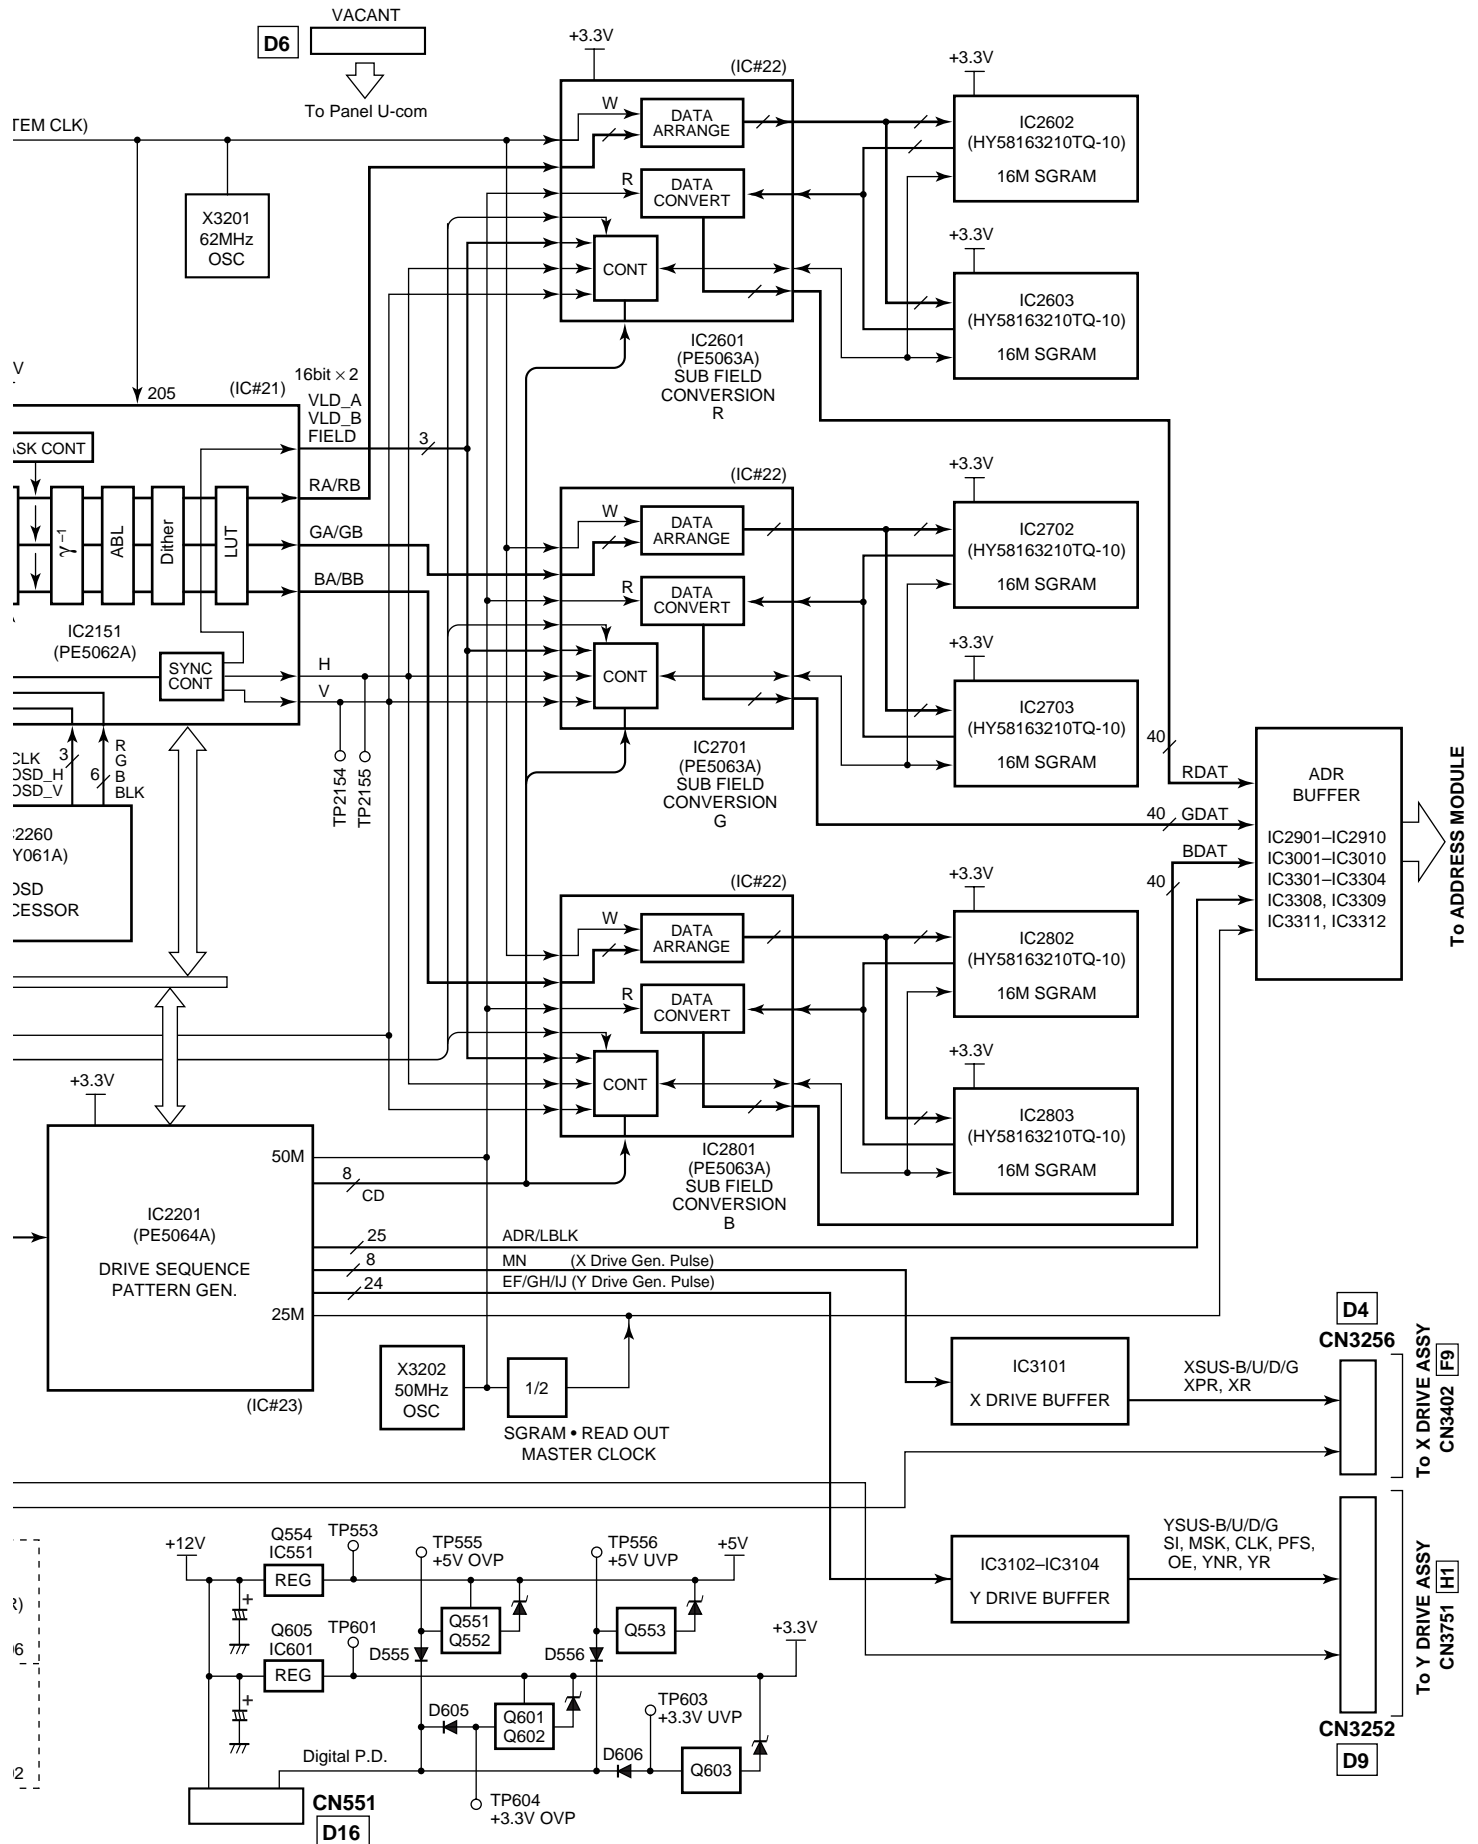 VACANT
D6
To Panel U-com
+3.3V
(IC#22)
W
DATA
ARRANGE
R
DATA
CONVERT
CONT
IC2601
(PE5063A)
SUB FIELD
CONVERSION
R
+3.3V
IC2602
(HY58163210TQ-10)
16M SGRAM
+3.3V
IC2603
(HY58163210TQ-10)
16M SGRAM
TEM CLK)
X3201
62MHz
OSC
V
205
(IC#21)
16bit × 2
VLD_A
VLD_B
FIELD
3
RA/RB
GA/GB
BA/BB
ASK CONT
γ⁻¹
ABL
Dither
LUT
IC2151
(PE5062A)
SYNC
CONT
H
V
TP2154
TP2155
(IC#22)
W
DATA
ARRANGE
R
DATA
CONVERT
CONT
IC2701
(PE5063A)
SUB FIELD
CONVERSION
G
+3.3V
IC2702
(HY58163210TQ-10)
16M SGRAM
+3.3V
IC2703
(HY58163210TQ-10)
16M SGRAM
CLK
OSD_H
OSD_V
3
6
R
G
B
BLK
2260
Y061A)
OSD
CESSOR
40
RDAT
40
GDAT
BDAT
40
ADR
BUFFER
IC2901–IC2910
IC3001–IC3010
IC3301–IC3304
IC3308, IC3309
IC3311, IC3312
To ADDRESS MODULE
(IC#22)
W
DATA
ARRANGE
R
DATA
CONVERT
CONT
IC2801
(PE5063A)
SUB FIELD
CONVERSION
B
+3.3V
IC2802
(HY58163210TQ-10)
16M SGRAM
+3.3V
IC2803
(HY58163210TQ-10)
16M SGRAM
+3.3V
50M
8
CD
IC2201
(PE5064A)
DRIVE SEQUENCE
PATTERN GEN.
25M
(IC#23)
25
ADR/LBLK
8
MN (X Drive Gen. Pulse)
24
EF/GH/IJ (Y Drive Gen. Pulse)
X3202
50MHz
OSC
1/2
SGRAM • READ OUT
MASTER CLOCK
IC3101
X DRIVE BUFFER
XSUS-B/U/D/G
XPR, XR
D4
CN3256
To X DRIVE ASSY
CN3402 F9
IC3102–IC3104
Y DRIVE BUFFER
YSUS-B/U/D/G
SI, MSK, CLK, PFS,
OE, YNR, YR
To Y DRIVE ASSY
CN3751 H1
CN3252
D9
R)
06
02
+12V
Q554
IC551
REG
TP553
TP555
+5V OVP
TP556
+5V UVP
+5V
+
Q551
Q552
Q553
Q605
IC601
REG
TP601
D555
D556
+3.3V
+
D605
Q601
Q602
TP603
+3.3V UVP
Digital P.D.
D606
Q603
CN551
D16
TP604
+3.3V OVP